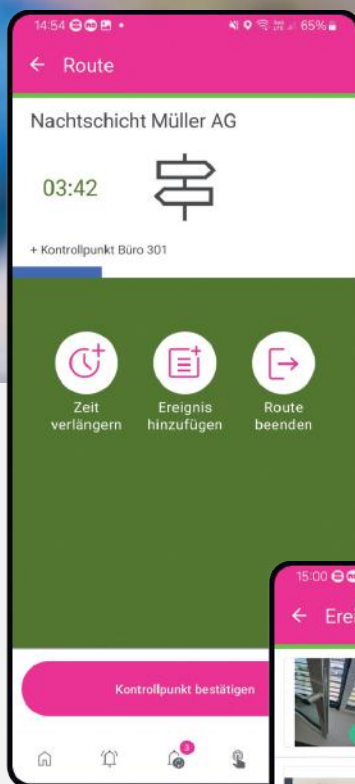 14:54
65%
Route
Nachtschicht Müller AG
03:42
+ Kontrollpunkt Büro 301
Zeit
verlängern
Ereignis
hinzufügen
Route
beenden
15:00
Kontrollpunkt bestätigen
3